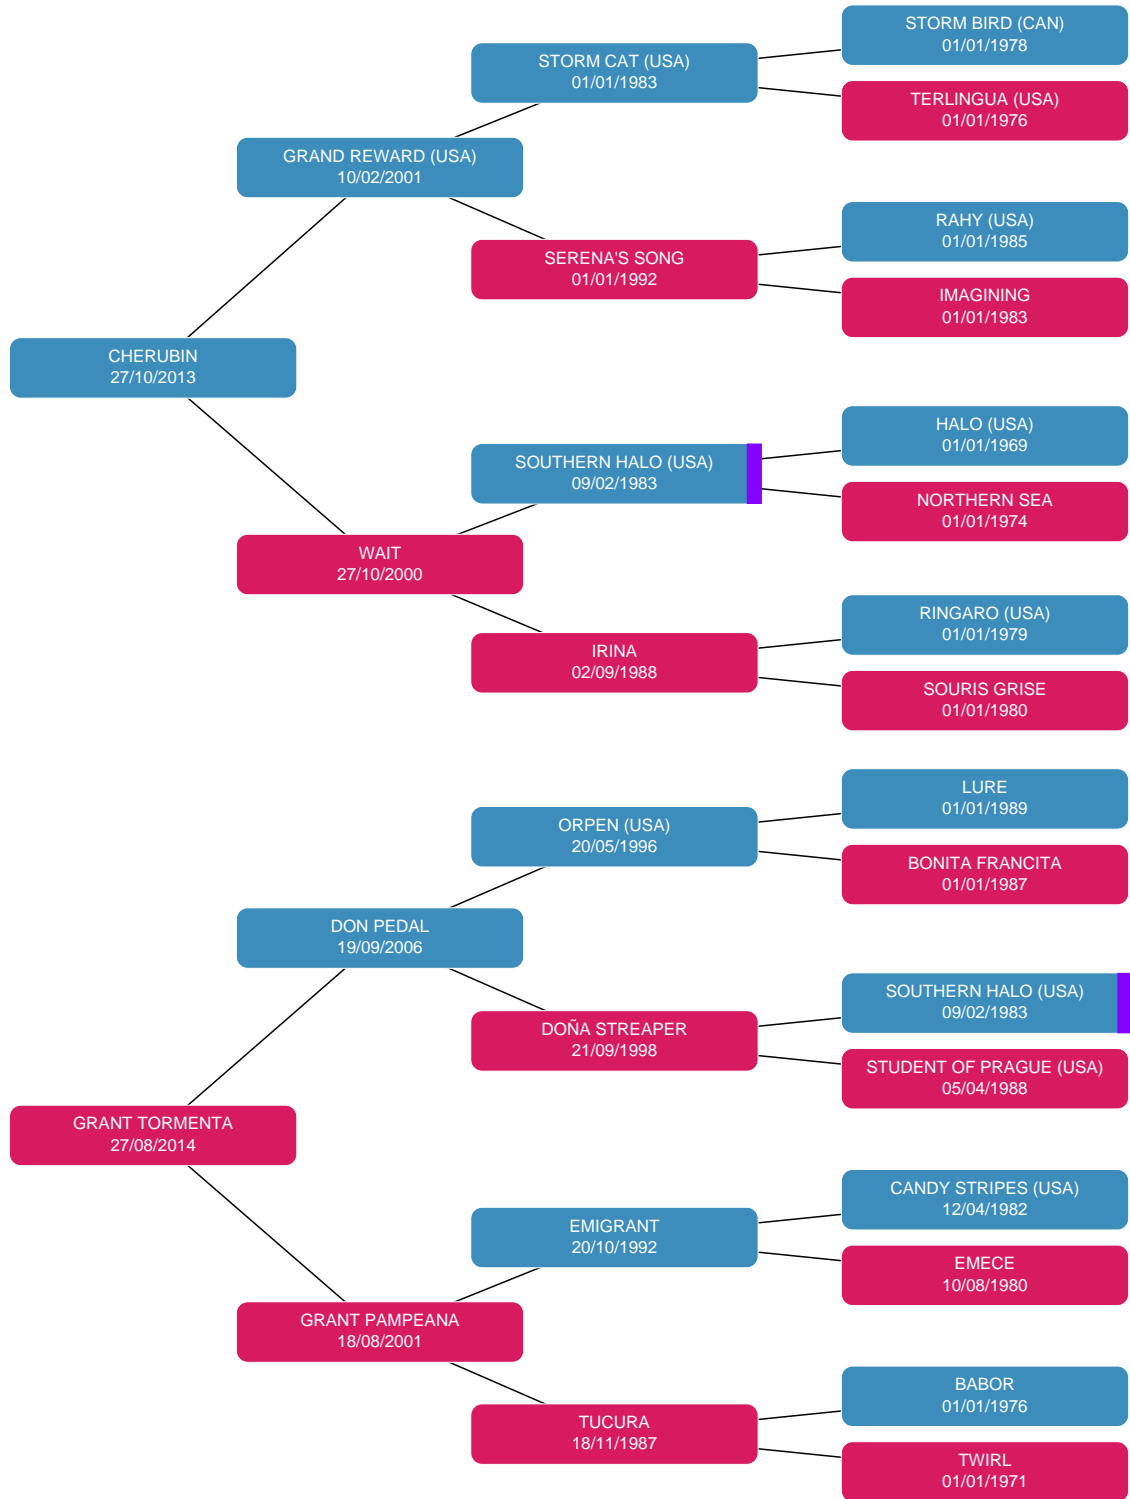 STORM BIRD (CAN)
01/01/1978
STORM CAT (USA)
01/01/1983
TERLINGUA (USA)
01/01/1976
GRAND REWARD (USA)
10/02/2001
RAHY (USA)
01/01/1985
SERENA'S SONG
01/01/1992
IMAGINING
01/01/1983
CHERUBIN
27/10/2013
HALO (USA)
01/01/1969
SOUTHERN HALO (USA)
09/02/1983
NORTHERN SEA
01/01/1974
WAIT
27/10/2000
RINGARO (USA)
01/01/1979
IRINA
02/09/1988
SOURIS GRISE
01/01/1980
LURE
01/01/1989
ORPEN (USA)
20/05/1996
BONITA FRANCITA
01/01/1987
DON PEDAL
19/09/2006
SOUTHERN HALO (USA)
09/02/1983
DOÑA STREAPER
21/09/1998
STUDENT OF PRAGUE (USA)
05/04/1988
GRANT TORMENTA
27/08/2014
CANDY STRIPES (USA)
12/04/1982
EMIGRANT
20/10/1992
EMECE
10/08/1980
GRANT PAMPEANA
18/08/2001
BABOR
01/01/1976
TUCURA
18/11/1987
TWIRL
01/01/1971